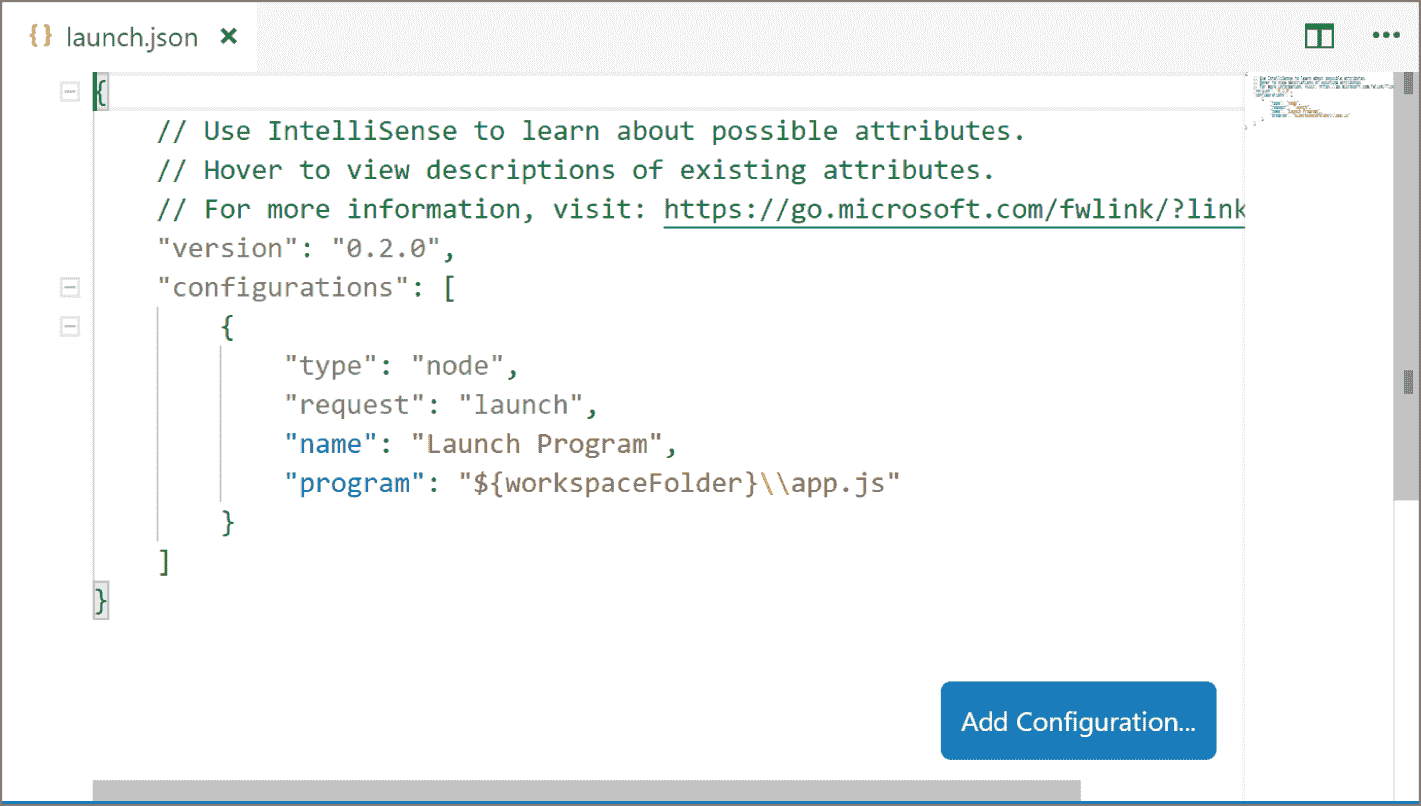 {} launch.json ×
{
// Use IntelliSense to learn about possible attributes.
// Hover to view descriptions of existing attributes.
// For more information, visit: https://go.microsoft.com/fwlink/?link
"version": "0.2.0",
"configurations": [
{
"type": "node",
"request": "launch",
"name": "Launch Program",
"program": "${workspaceFolder}\\app.js"
}
]
}
Add Configuration...